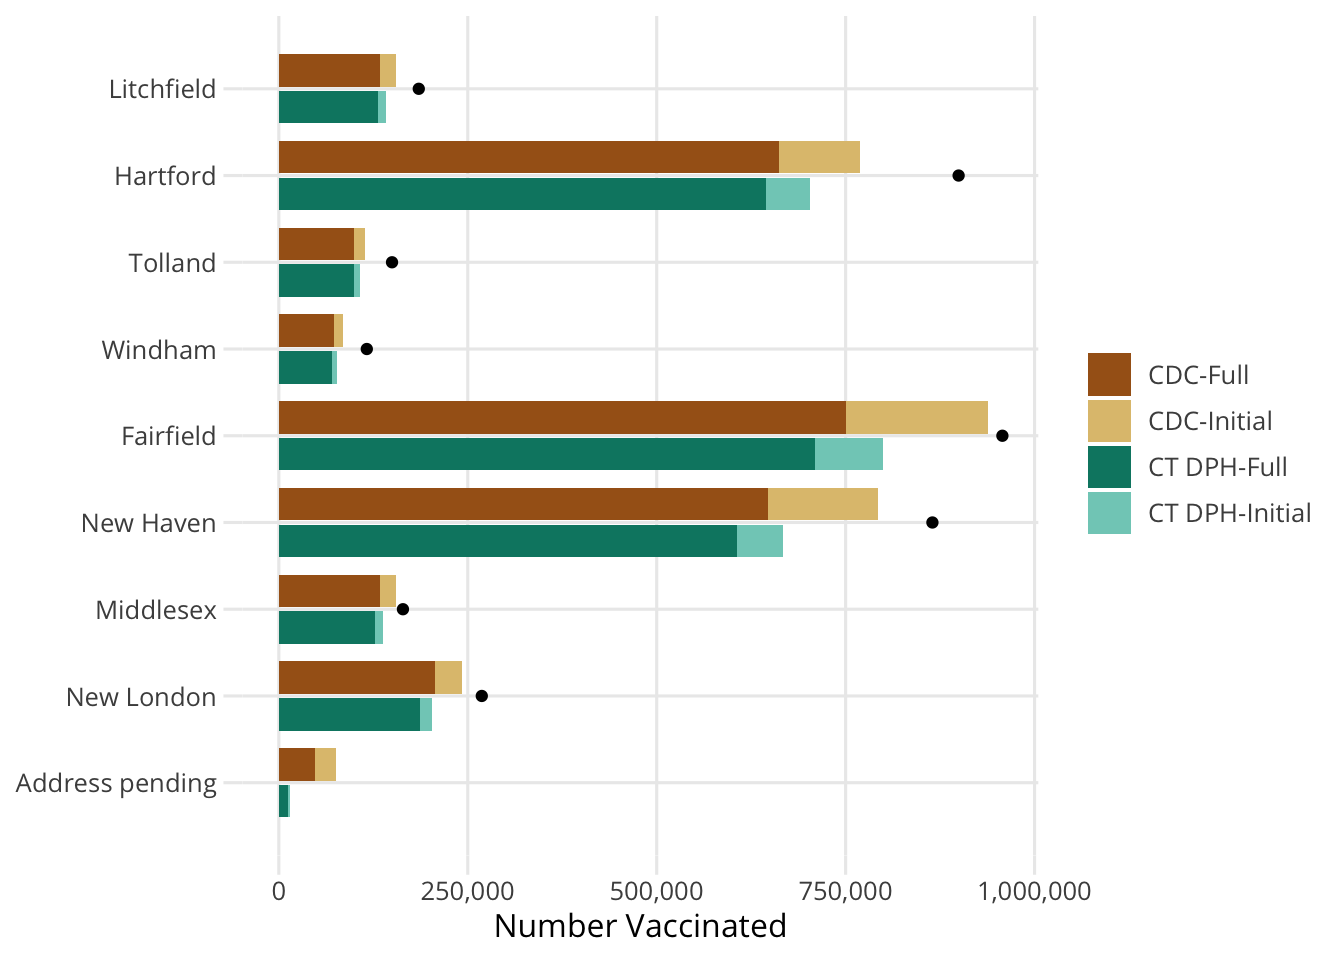 Litchfield
Hartford
Tolland
Windham
Fairfield
New Haven
Middlesex
New London
Address pending
0
250,000
500,000
750,000
1,000,000
Number Vaccinated
CDC-Full
CDC-Initial
CT DPH-Full
CT DPH-Initial